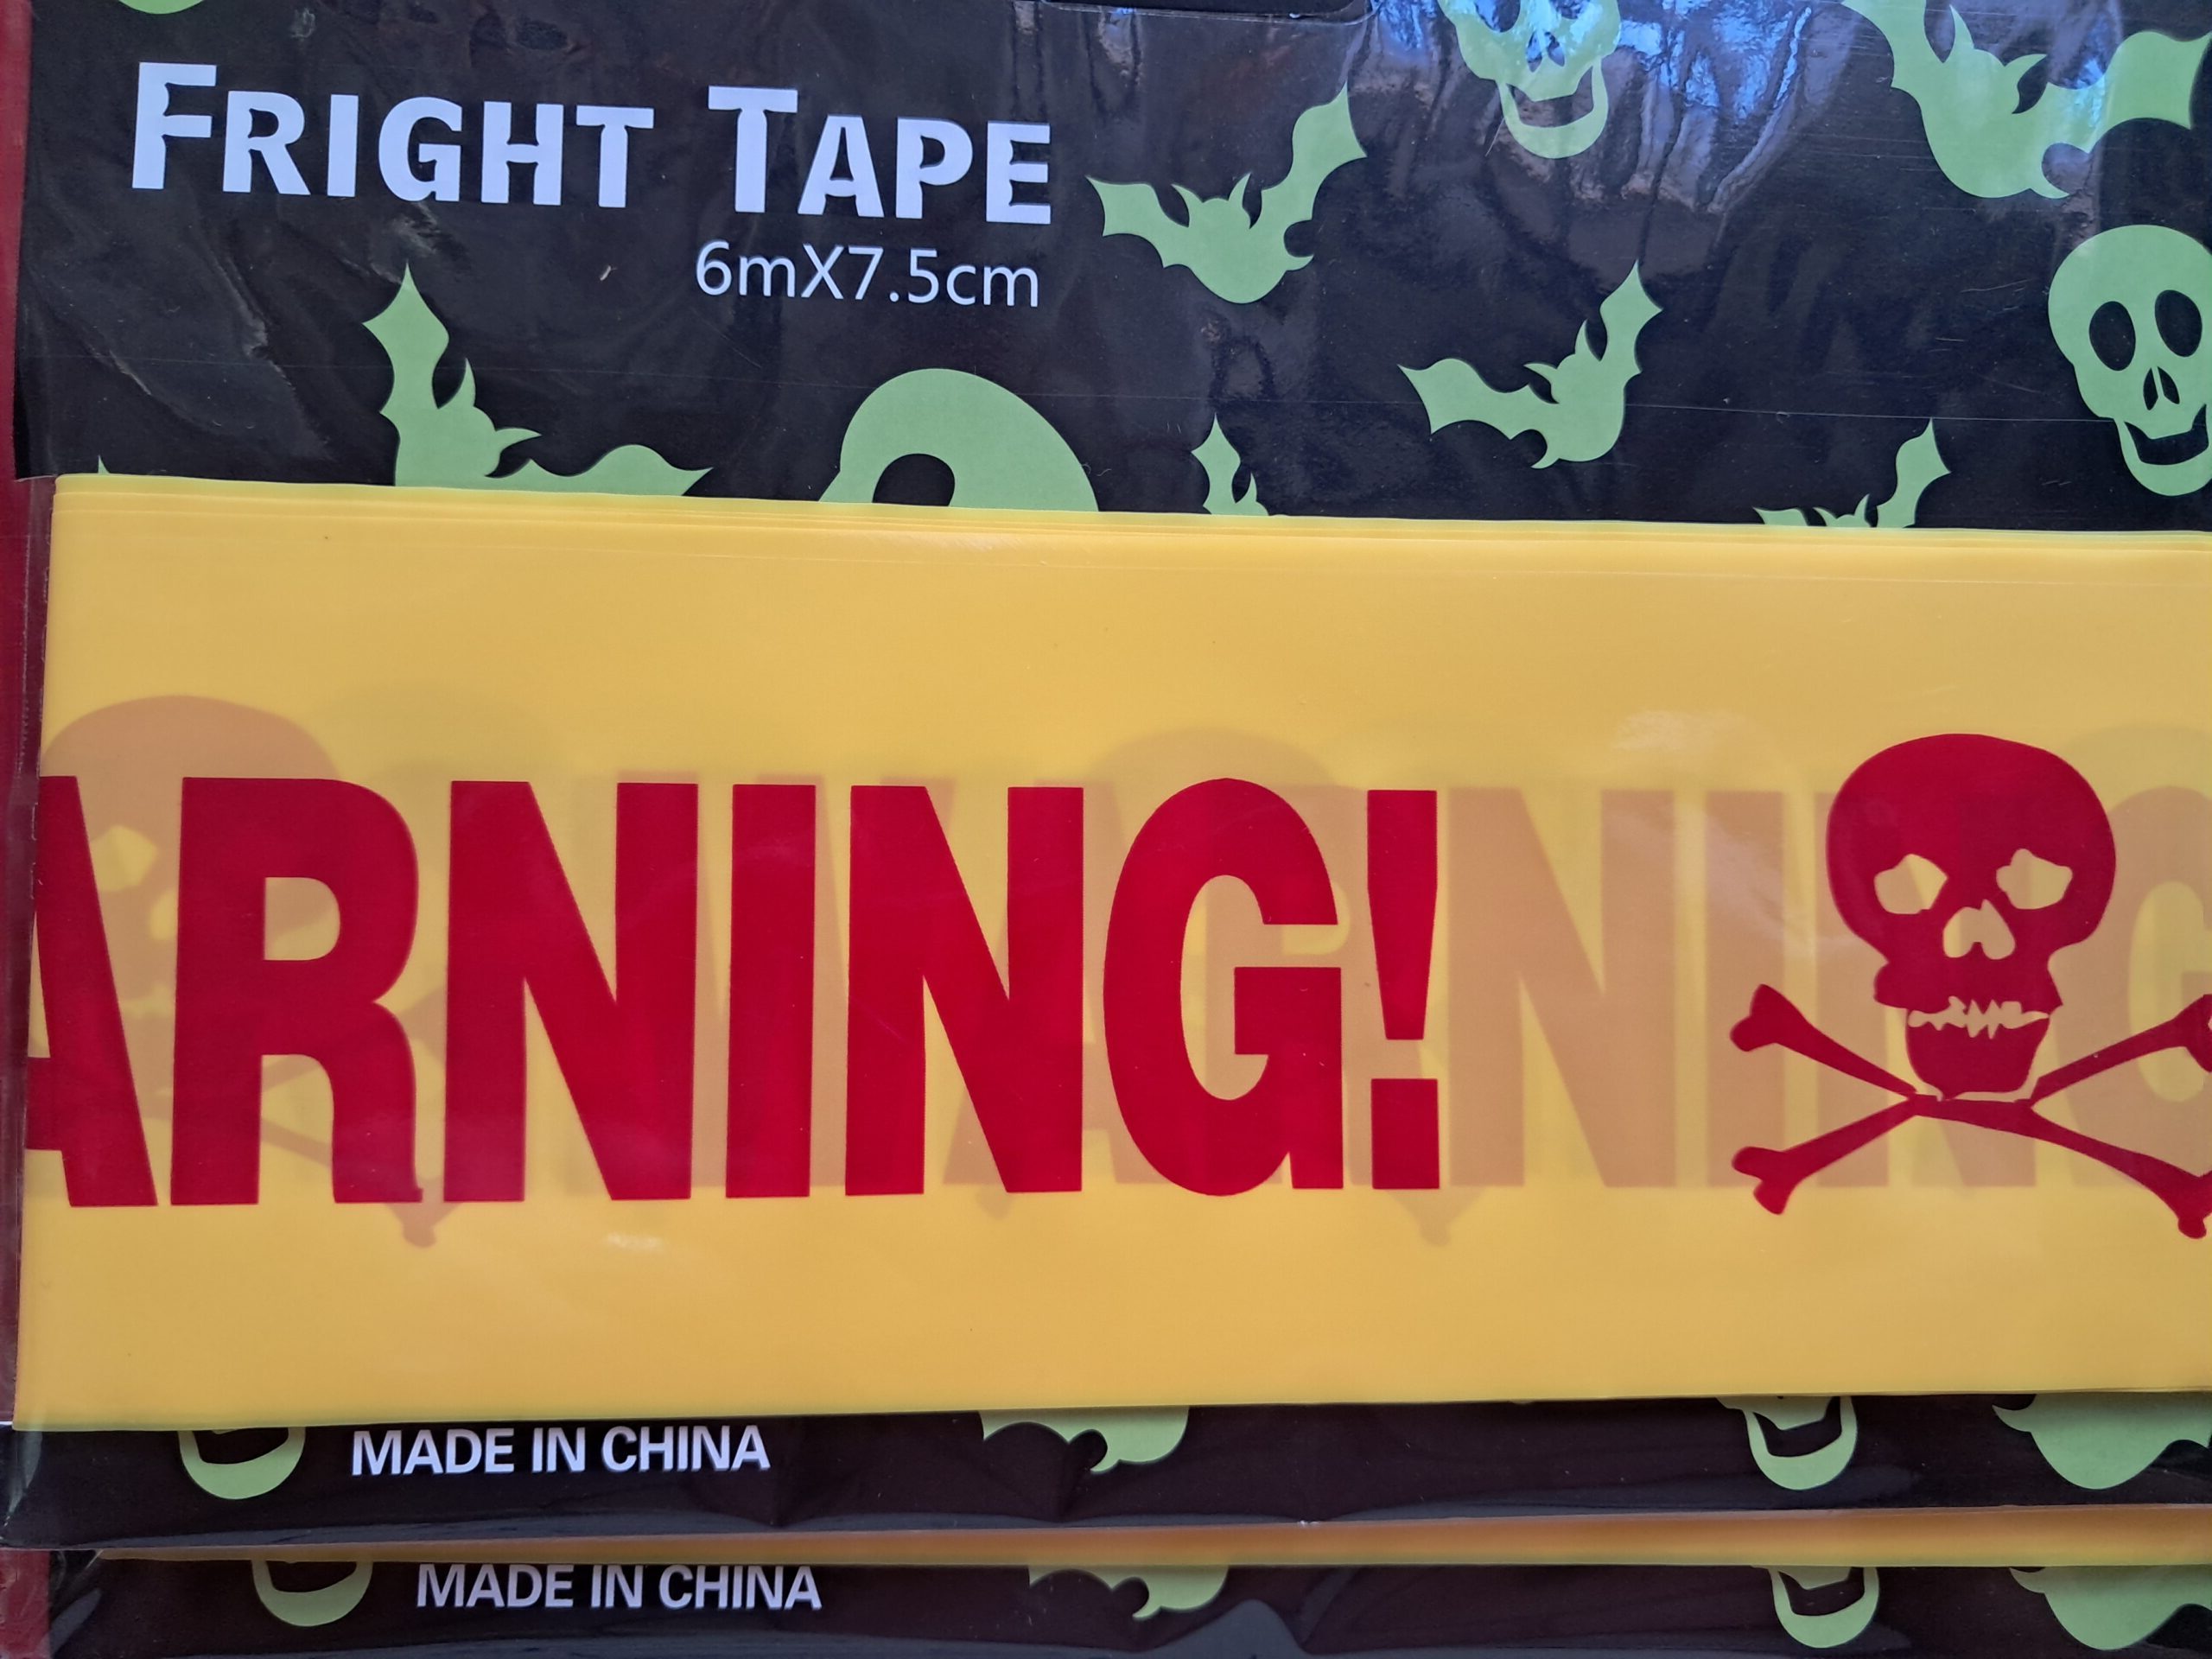 FRIGHT TAPE
6mX7.5cm
ARNING!
MADE IN CHINA
MADE IN CHINA